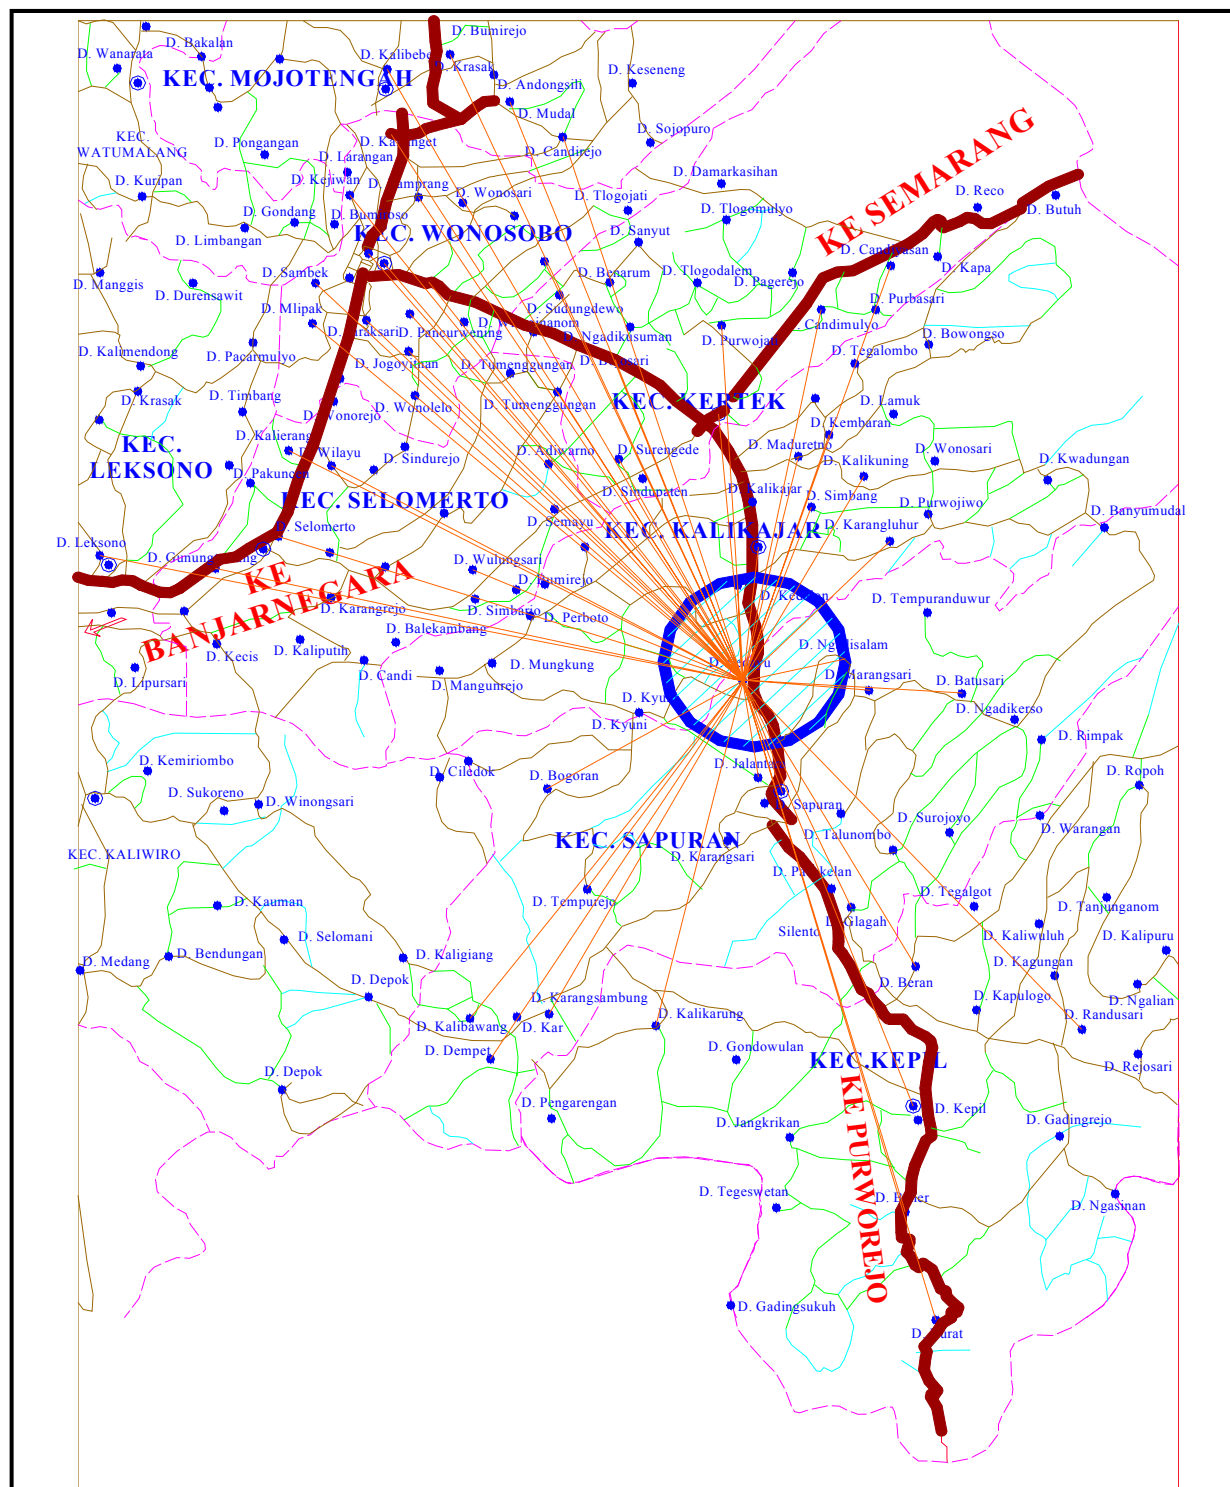 D. Bumirejo
D. Bakalan
D. Wanarata
D. Kalibeber
D. Krasak
KEC. MOJOTENGAH
D. Andongsili
D. Keseneng
D. Mudal
D. Sojopuro
KEC.
WATUMALANG
D. Pongangan
D. Candirejo
D. Larangan
D. Kejiwan
D. Damarkasihan
D. Kuripan
D. Wonosari
D. Reco
D. Butuh
D. Gondang
D. Bumiroso
D. Tlogojati
D. Tlogomulyo
KE SEMARANG
D. Limbangan
KEC. WONOSOBO
D. Sanyut
D. Candiyasan
D. Kapa
D. Manggis
D. Sambek
D. Durensawit
D. Benarum
D. Tlogodalem
D. Pagerejo
D. Purbasari
D. Mlipak
D. Sudungdewo
D. Pancurwening
D. Ngadikusuman
D. Purwojati
D. Candimulyo
D. Bowongso
D. Kalimendong
D. Pacarmulyo
D. Jogoyitnan
D. Tumenggungan
D. Tegalombo
D. Krasak
D. Timbang
D. Wonorejo
D. Wonolelo
D. Tumenggungan
KEC. KERTEK
D. Lamuk
KEC.
LEKSONO
D. Kalierang
D. Wilayu
D. Sindurejo
D. Adiwarno
D. Surengede
D. Maduretno
D. Kembaran
D. Kalikuning
D. Wonosari
D. Kwadungan
D. Pakuncen
KEC. SELOMERTO
D. Sindupaten
D. Kalikajar
D. Simbang
D. Purwojiwo
D. Banyumudal
D. Selomerto
D. Semayu
KEC. KALIKAJAR
D. Karangluhur
D. Leksono
D. Wulungsari
KE
BANJARNEGARA
D. Bumirejo
D. Karangrejo
D. Simbarjo
D. Perboto
D. Tempuranduwur
D. Balekambang
D. Kecis
D. Kaliputih
D. Lipursari
D. Candi
D. Mungkung
D. Mangunrejo
D. Marangsari
D. Batusari
D. Kyuni
D. Ngadikerso
D. Rimpak
D. Kemiriombo
D. Ciledok
D. Bogoran
D. Ropoh
D. Sukoreno
D. Winongsari
Sapuran
D. Surojoyo
D. Warangan
KEC. SAPURAN
D. Talunombo
KEC. KALIWIRO
D. Karangsari
D. Kauman
D. Tempurejo
D. Glagah
D. Tegalgot
D. Tanjunganom
D. Selomani
Silento
D. Kaliwuluh
D. Kalipuru
D. Medang
D. Bendungan
D. Kaligiang
D. Beran
D. Kagungan
D. Depok
D. Karangsambung
D. Kapulogo
D. Ngalian
D. Kalibawang
D. Kar
D. Kalikarung
D. Randusari
D. Dempet
D. Gondowulan
KEC.KEPIL
D. Rejosari
D. Depok
D. Pengarengan
D. Kepil
D. Jangkrikan
D. Gadingrejo
KE PURWOREJO
D. Tegeswetan
D. Ngasinan
D. Gadingsukuh